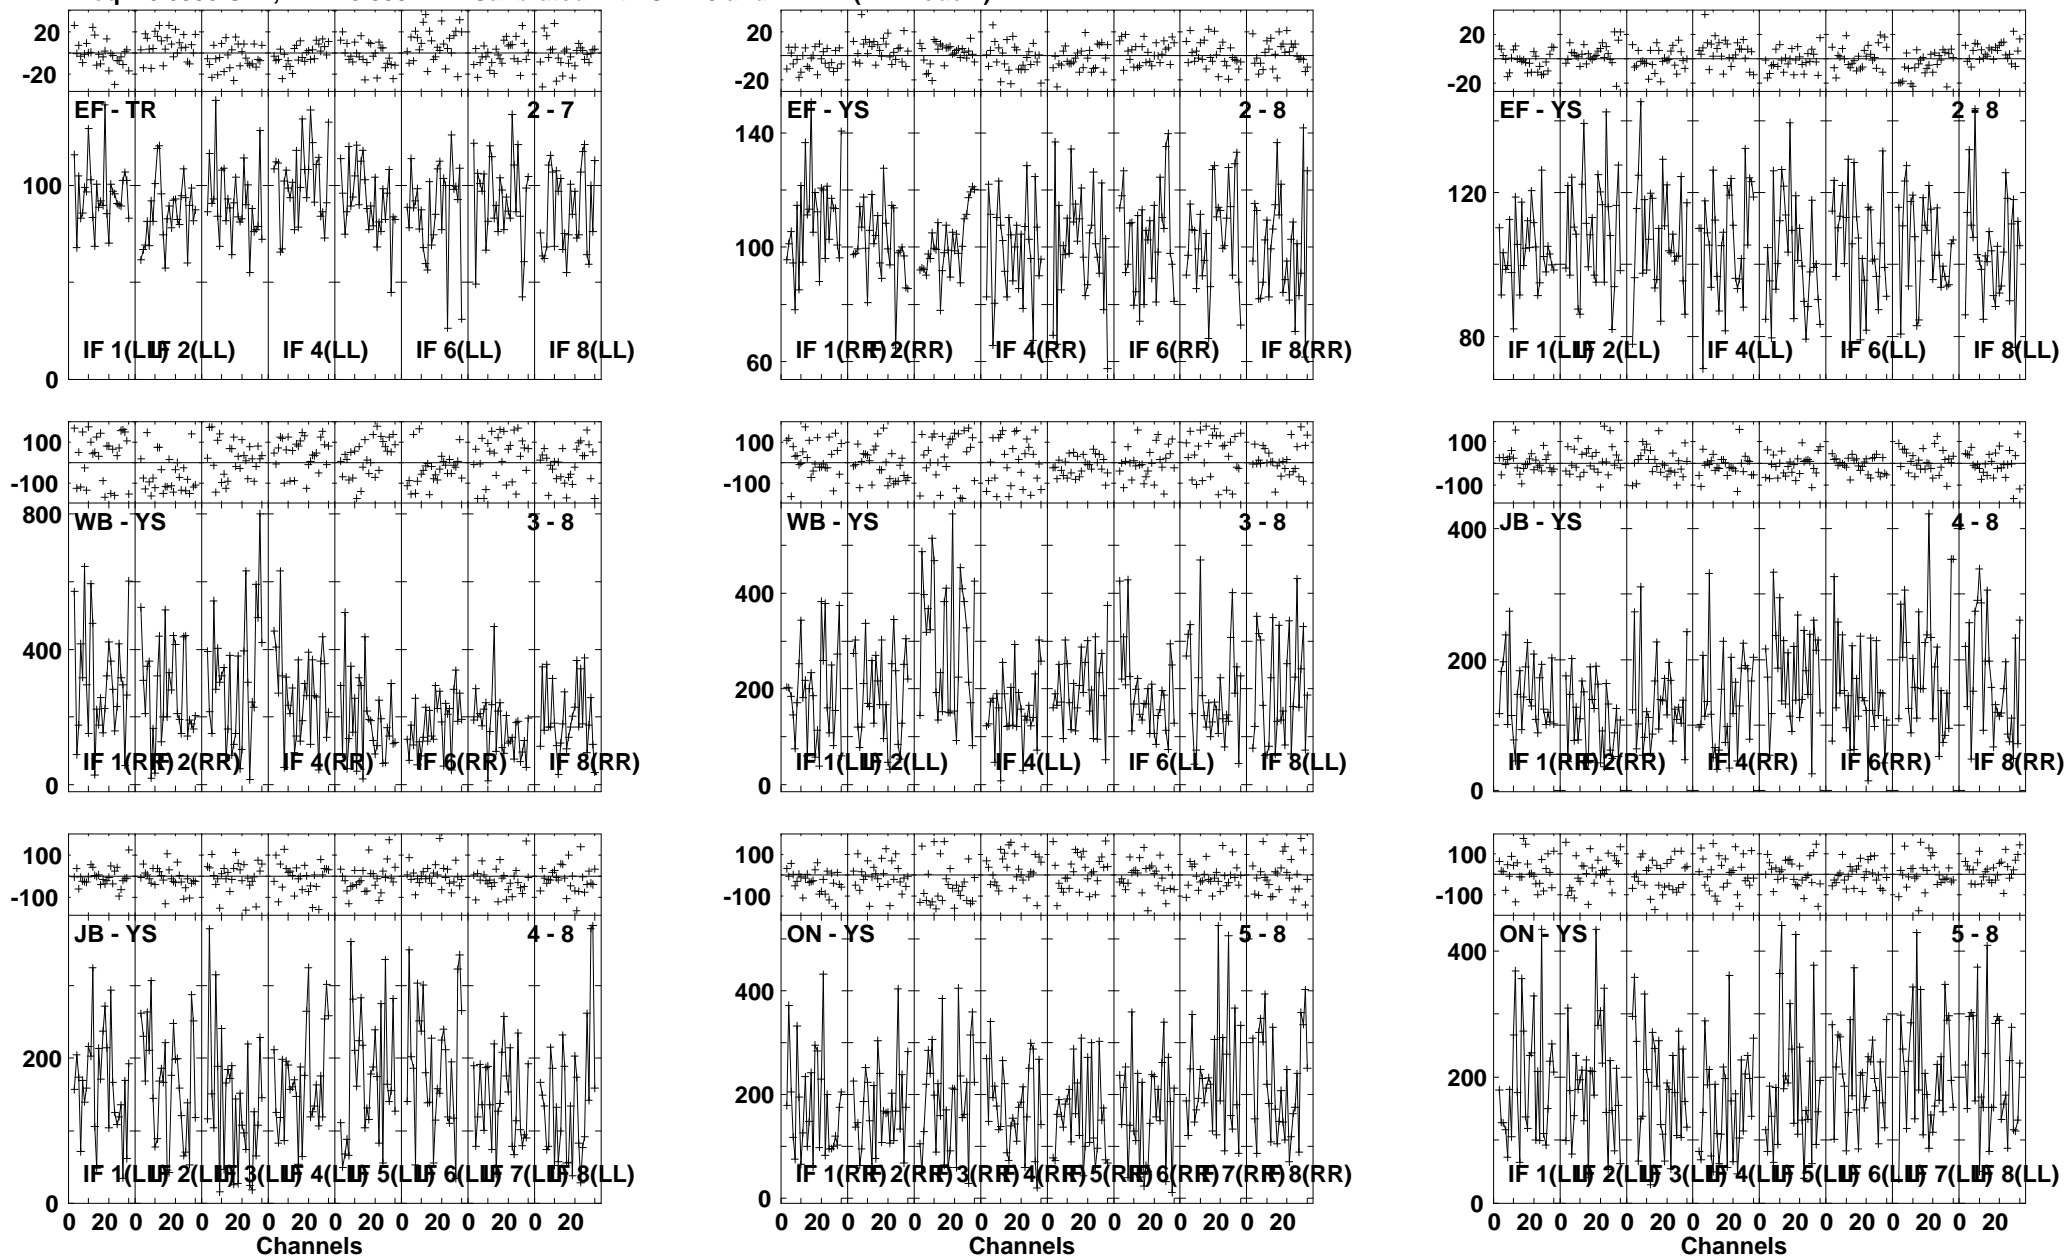 20 20 20
-20 -20 -20
EF - TR 2 - 7 EF - YS 2 - 8 EF - YS 2 - 8
140
120
100 100
80
60
0
IF 1(LL) IF 2(LL) IF 4(LL) IF 6(LL) IF 8(LL) IF 1(RR) IF 2(RR) IF 4(RR) IF 6(RR) IF 8(RR) IF 1(LL) IF 2(LL) IF 4(LL) IF 6(LL) IF 8(LL)
100 100 100
-100 -100 -100
WB - YS 3 - 8 WB - YS 3 - 8 JB - YS 4 - 8
800
400 400 400
200 200
0 0 0
IF 1(RR) IF 2(RR) IF 4(RR) IF 6(RR) IF 8(RR) IF 1(LL) IF 2(LL) IF 4(LL) IF 6(LL) IF 8(LL) IF 1(RR) IF 2(RR) IF 4(RR) IF 6(RR) IF 8(RR)
100 100 100
-100 -100 -100
JB - YS 4 - 8 ON - YS 5 - 8 ON - YS 5 - 8
400 400
200 200 200
0 0 0
IF 1(LL) IF 2(LL) IF 3(LL) IF 4(LL) IF 5(LL) IF 6(LL) IF 7(LL) IF 8(LL) IF 1(RR) IF 2(RR) IF 3(RR) IF 4(RR) IF 5(RR) IF 6(RR) IF 7(RR) IF 8(RR) IF 1(LL) IF 2(LL) IF 3(LL) IF 4(LL) IF 5(LL) IF 6(LL) IF 7(LL) IF 8(LL)
0 20 0 20 0 20 0 20 0 20 0 20 0 20 0 20 0 20 0 20 0 20 0 20 0 20 0 20 0 20 0 20 0 20 0 20 0 20 0 20 0 20 0 20 0 20 0 20
Channels Channels Channels